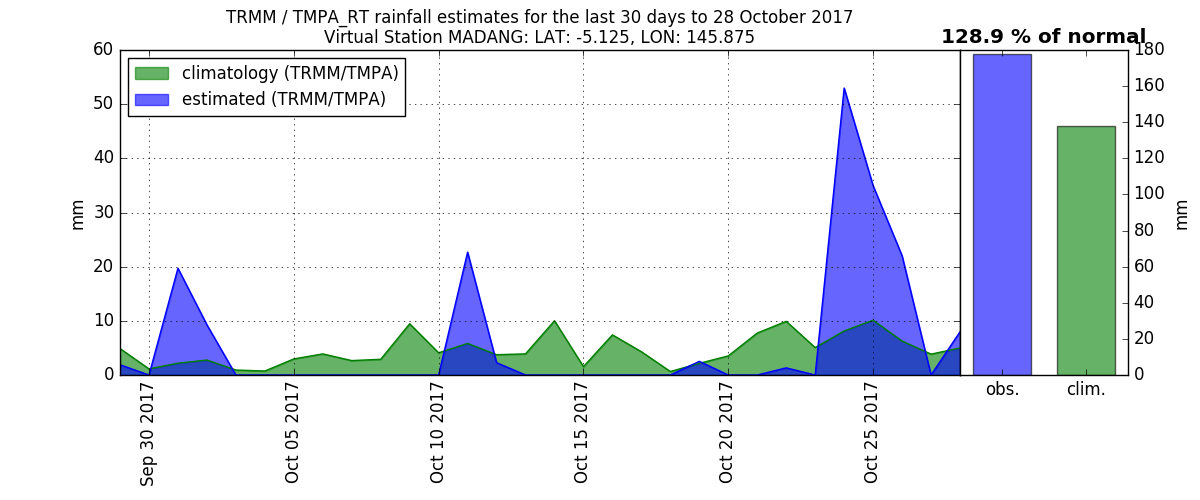 TRMM / TMPA_RT rainfall estimates for the last 30 days to 28 October 2017
Virtual Station MADANG: LAT: -5.125, LON: 145.875
128.9 % of normal
climatology (TRMM/TMPA)
estimated (TRMM/TMPA)
60
50
40
30
20
10
0
mm
Sep 30 2017
Oct 05 2017
Oct 10 2017
Oct 15 2017
Oct 20 2017
Oct 25 2017
obs.
clim.
180
160
140
120
100
80
60
40
20
0
mm